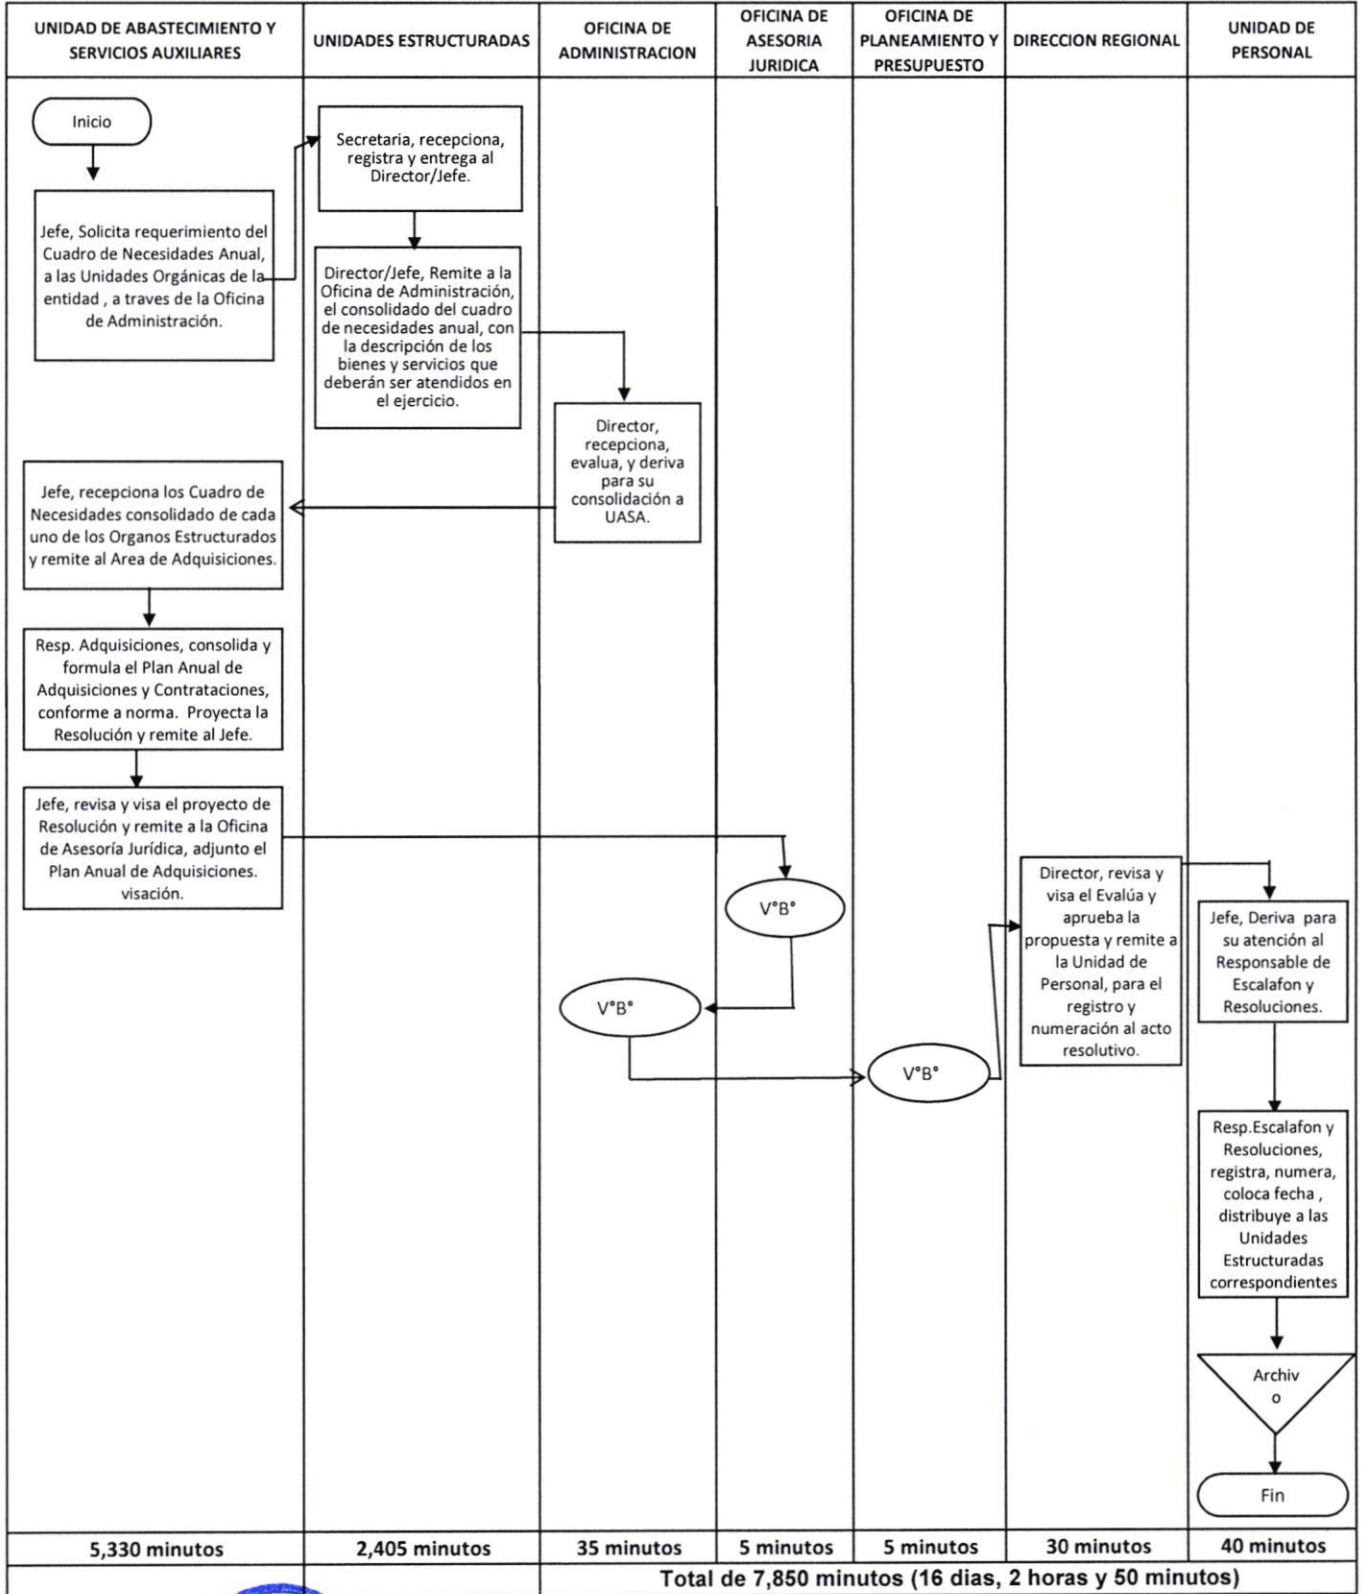 UNIDAD DE ABASTECIMIENTO Y
SERVICIOS AUXILIARES
UNIDADES ESTRUCTURADAS
OFICINA DE
ADMINISTRACION
OFICINA DE
ASESORIA
JURIDICA
OFICINA DE
PLANEAMIENTO Y
PRESUPUESTO
DIRECCION REGIONAL
UNIDAD DE
PERSONAL
Inicio
Jefe, Solicita requerimiento del
Cuadro de Necesidades Anual,
a las Unidades Orgánicas de la
entidad , a traves de la Oficina
de Administración.
Secretaria, recepciona,
registra y entrega al
Director/Jefe.
Director/Jefe, Remite a la
Oficina de Administración,
el consolidado del cuadro
de necesidades anual, con
la descripción de los
bienes y servicios que
deberán ser atendidos en
el ejercicio.
Director,
recepciona,
evalua, y deriva
para su
consolidación a
UASA.
Jefe, recepciona los Cuadro de
Necesidades consolidado de cada
uno de los Organos Estructurados
y remite al Area de Adquisiciones.
Resp. Adquisiciones, consolida y
formula el Plan Anual de
Adquisiciones y Contrataciones,
conforme a norma. Proyecta la
Resolución y remite al Jefe.
Jefe, revisa y visa el proyecto de
Resolución y remite a la Oficina
de Asesoría Jurídica, adjunto el
Plan Anual de Adquisiciones.
visación.
V°B°
V°B°
V°B°
Director, revisa y
visa el Evalúa y
aprueba la
propuesta y remite a
la Unidad de
Personal, para el
registro y
numeración al acto
resolutivo.
Jefe, Deriva para
su atención al
Responsable de
Escalafon y
Resoluciones.
Resp.Escalafon y
Resoluciones,
registra, numera,
coloca fecha ,
distribuye a las
Unidades
Estructuradas
correspondientes
Archiv
o
Fin
5,330 minutos
2,405 minutos
35 minutos
5 minutos
5 minutos
30 minutos
40 minutos
Total de 7,850 minutos (16 dias, 2 horas y 50 minutos)